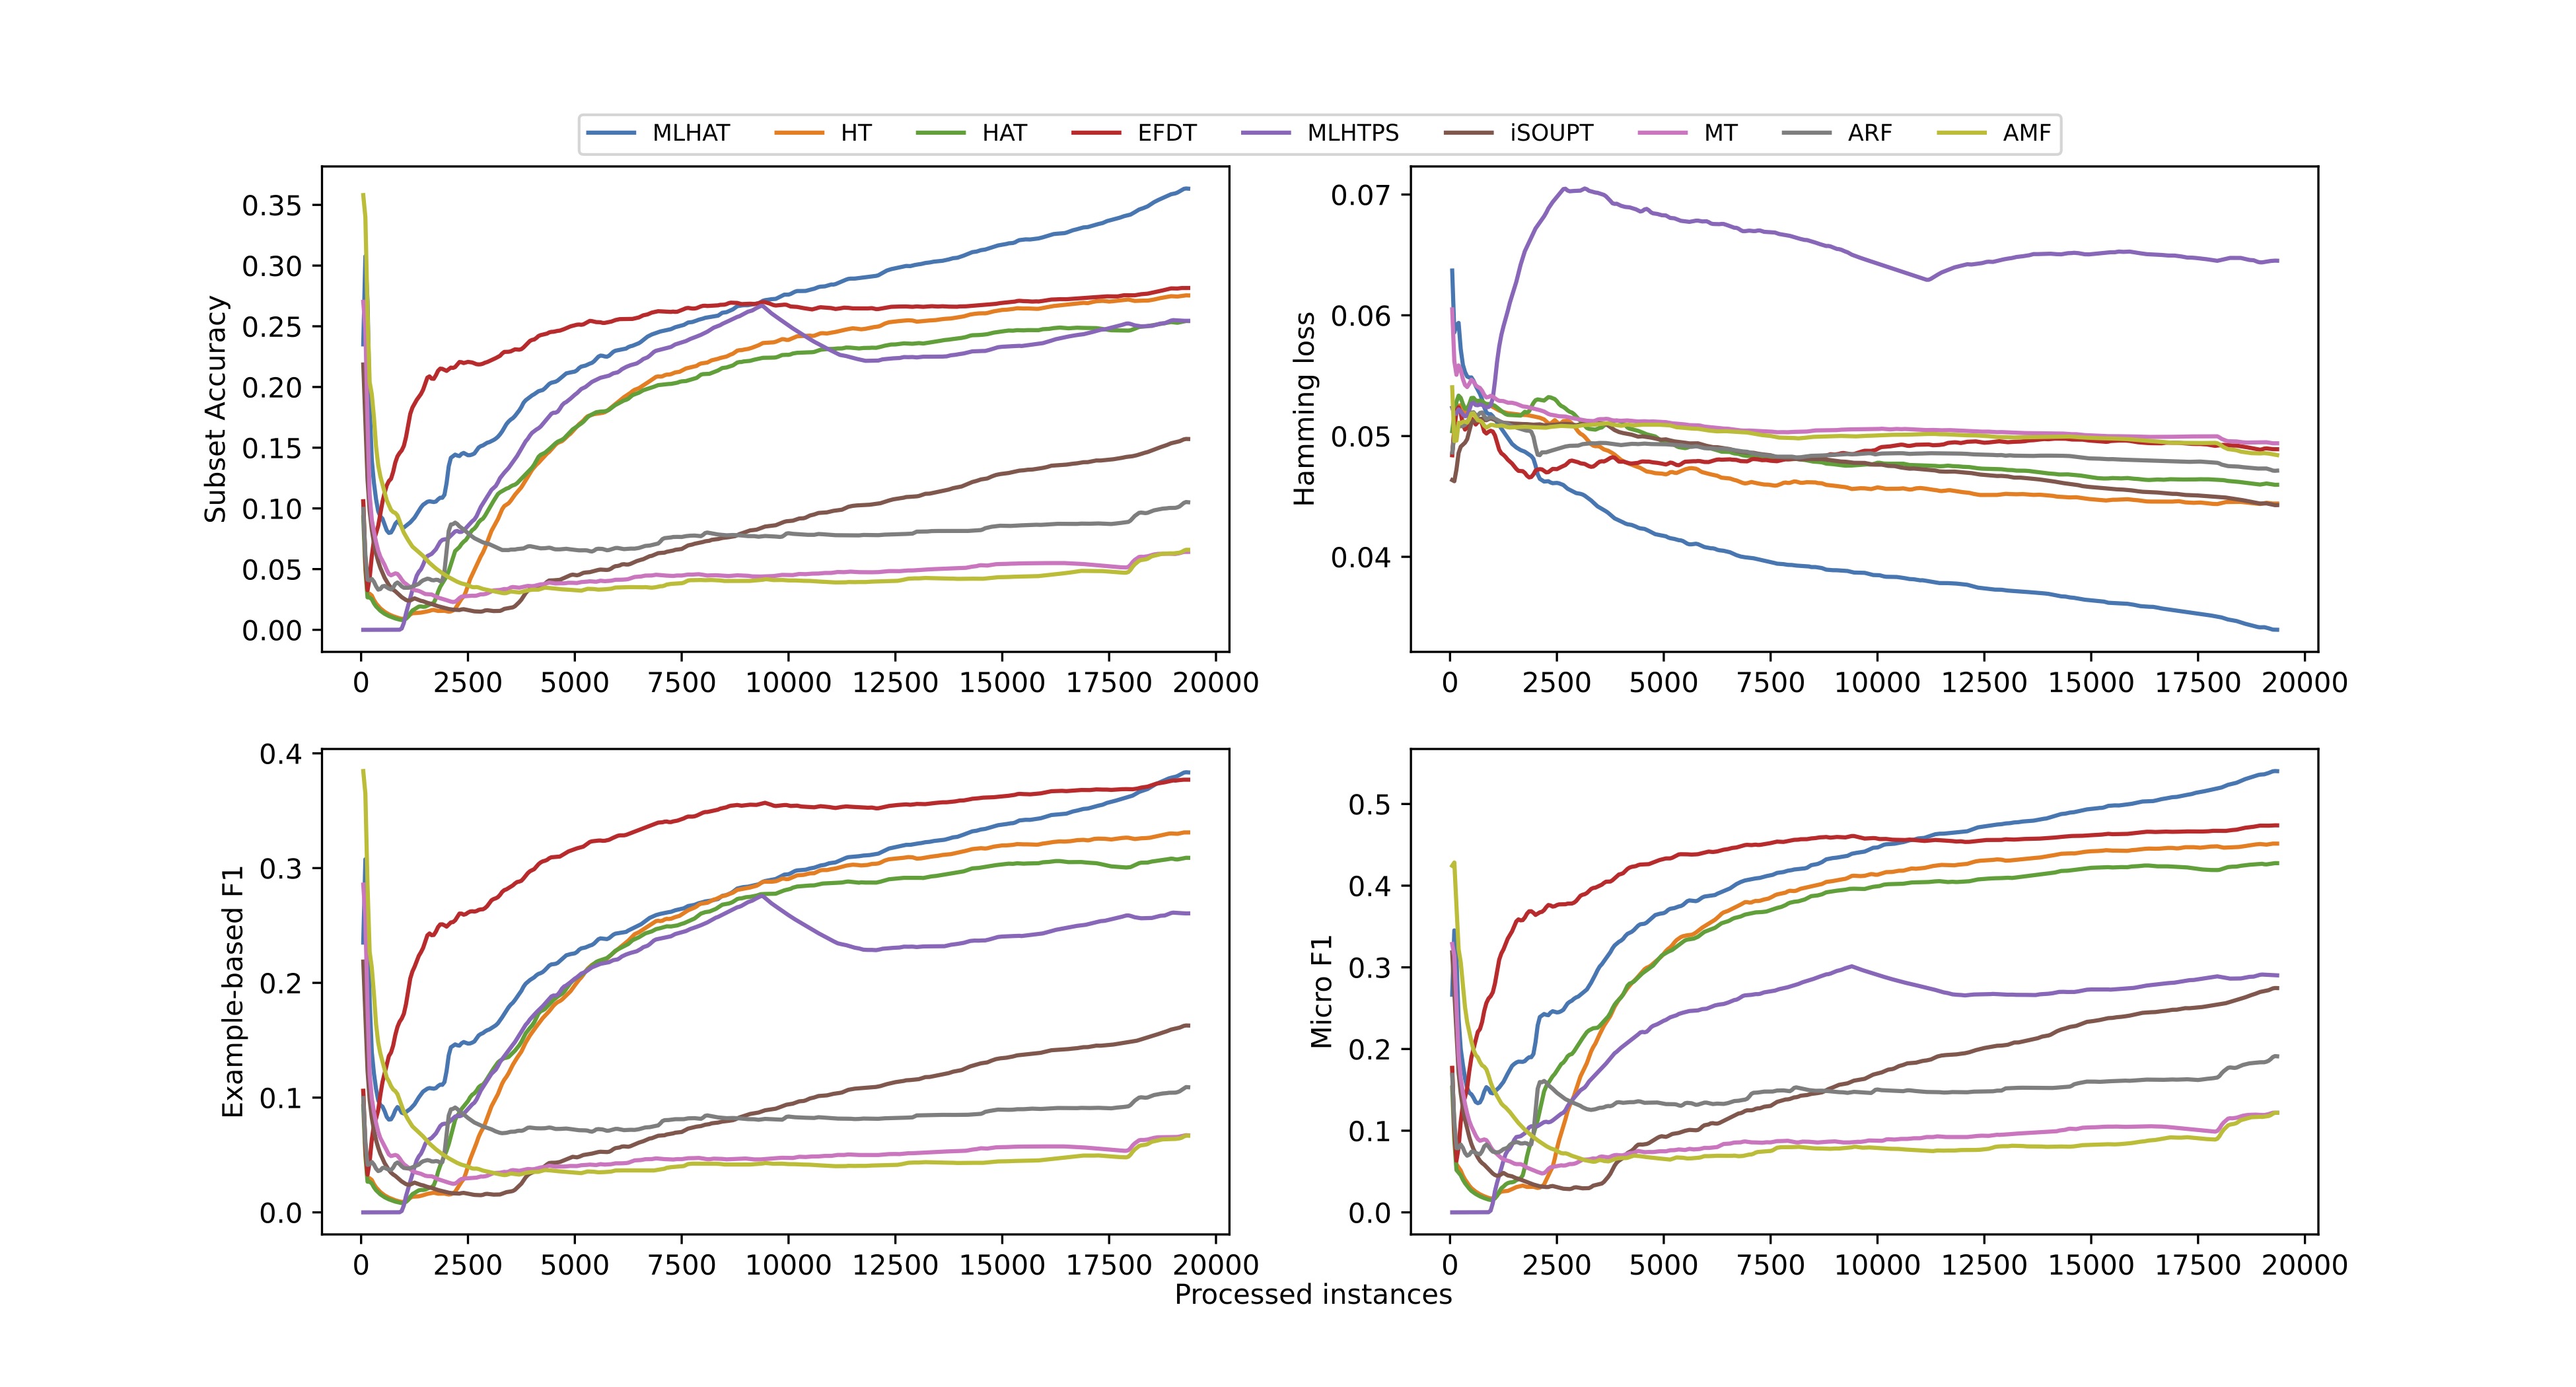 MLHAT HT HAT EFDT MLHTPS iSOUPT MT ARF AMF
Subset Accuracy
0.35
0.30
0.25
0.20
0.15
0.10
0.05
0.00
0 2500 5000 7500 10000 12500 15000 17500 20000
Hamming loss
0.07
0.06
0.05
0.04
0 2500 5000 7500 10000 12500 15000 17500 20000
Example-based F1
0.4
0.3
0.2
0.1
0.0
0 2500 5000 7500 10000 12500 15000 17500 20000
Micro F1
0.5
0.4
0.3
0.2
0.1
0.0
0 2500 5000 7500 10000 12500 15000 17500 20000
Processed instances